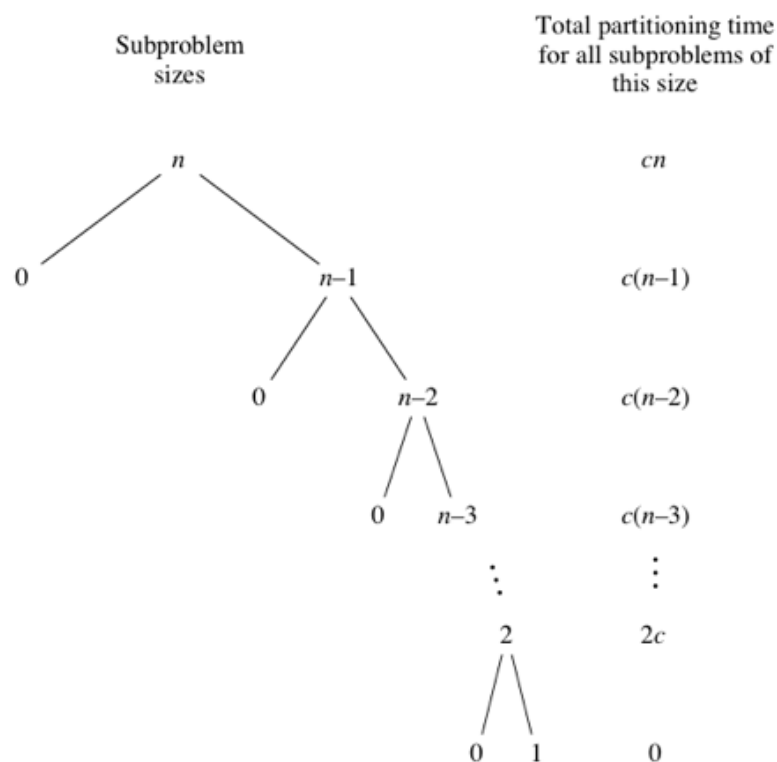 Subproblem
sizes
Total partitioning time
for all subproblems of
this size
n cn
0 n–1 c(n–1)
0 n–2 c(n–2)
0 n–3 c(n–3)
⋱ ⋮
2 2c
0 1 0